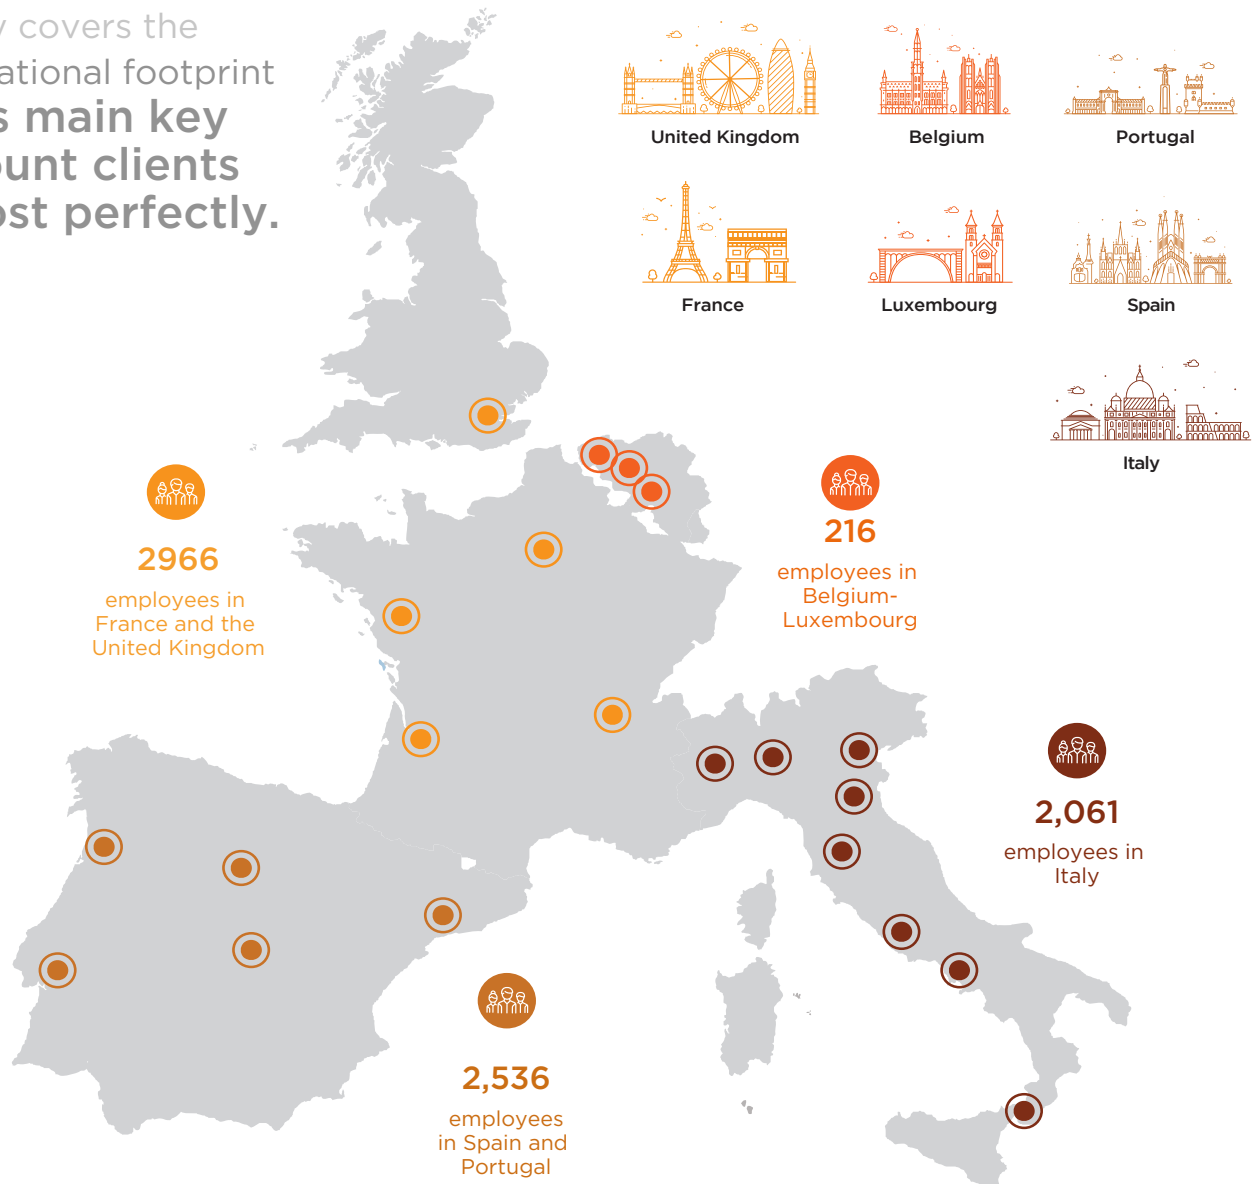 covers the
ational footprint
s main key
unt clients
st perfectly.
United Kingdom
Belgium
Portugal
France
Luxembourg
Spain
Italy
2966
employees in
France and the
United Kingdom
216
employees in
Belgium-
Luxembourg
2,061
employees in
Italy
2,536
employees
in Spain and
Portugal